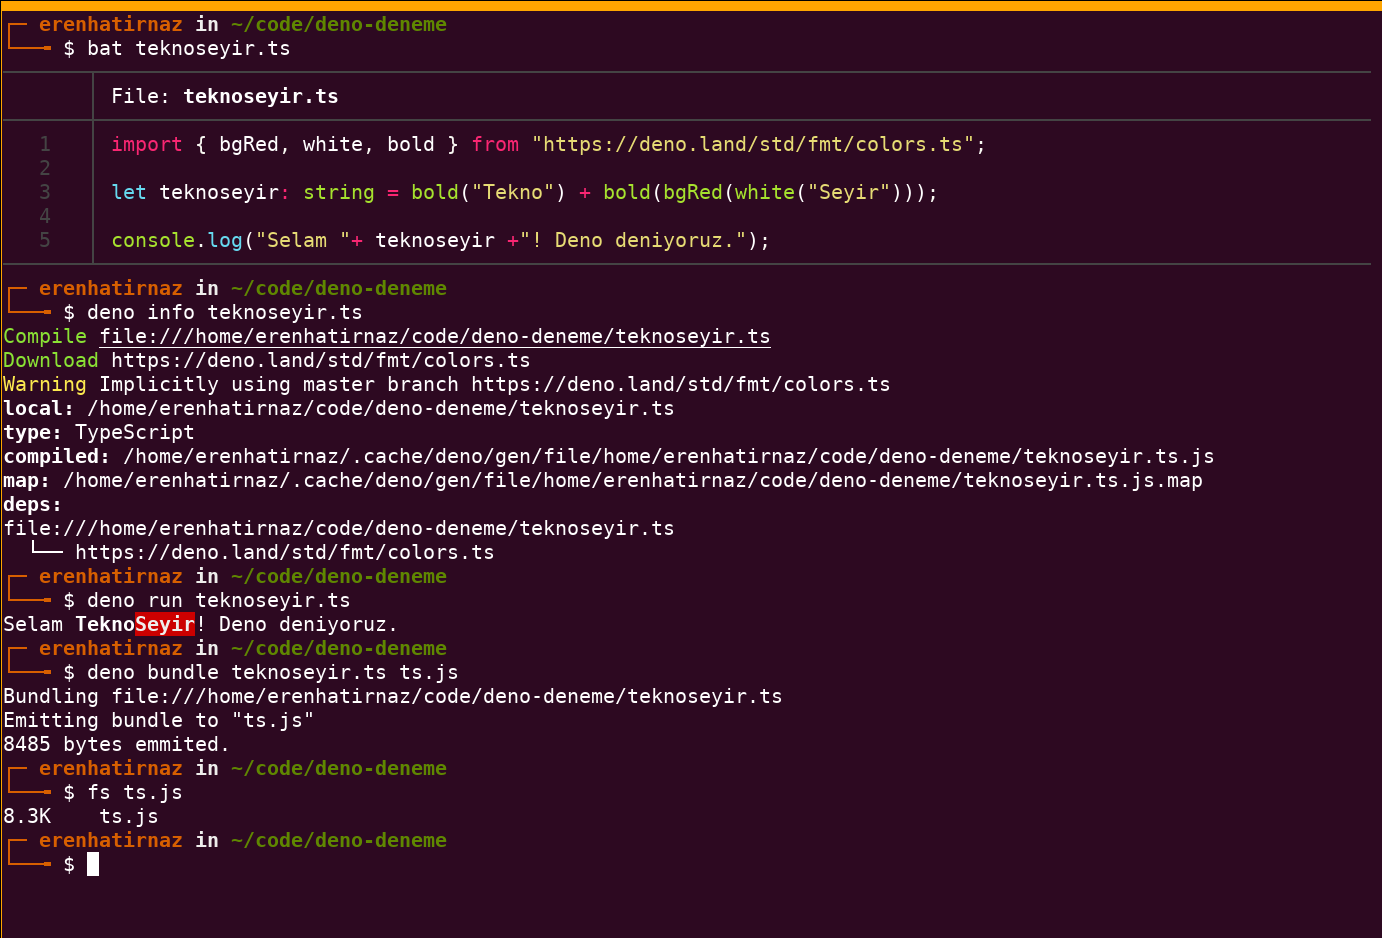 erenhatirnaz in ~/code/deno-deneme
$ bat teknoseyir.ts
File: teknoseyir.ts
1 import { bgRed, white, bold } from "https://deno.land/std/fmt/colors.ts";
2
3 let teknoseyir: string = bold("Tekno") + bold(bgRed(white("Seyir")));
4
5 console.log("Selam "+ teknoseyir +"! Deno deniyoruz.");
erenhatirnaz in ~/code/deno-deneme
$ deno info teknoseyir.ts
Compile file:///home/erenhatirnaz/code/deno-deneme/teknoseyir.ts
Download https://deno.land/std/fmt/colors.ts
Warning Implicitly using master branch https://deno.land/std/fmt/colors.ts
local: /home/erenhatirnaz/code/deno-deneme/teknoseyir.ts
type: TypeScript
compiled: /home/erenhatirnaz/.cache/deno/gen/file/home/erenhatirnaz/code/deno-deneme/teknoseyir.ts.js
map: /home/erenhatirnaz/.cache/deno/gen/file/home/erenhatirnaz/code/deno-deneme/teknoseyir.ts.js.map
deps:
file:///home/erenhatirnaz/code/deno-deneme/teknoseyir.ts
└── https://deno.land/std/fmt/colors.ts
erenhatirnaz in ~/code/deno-deneme
$ deno run teknoseyir.ts
Selam TeknoSeyir! Deno deniyoruz.
erenhatirnaz in ~/code/deno-deneme
$ deno bundle teknoseyir.ts ts.js
Bundling file:///home/erenhatirnaz/code/deno-deneme/teknoseyir.ts
Emitting bundle to "ts.js"
8485 bytes emmited.
erenhatirnaz in ~/code/deno-deneme
$ fs ts.js
8.3K    ts.js
erenhatirnaz in ~/code/deno-deneme
$